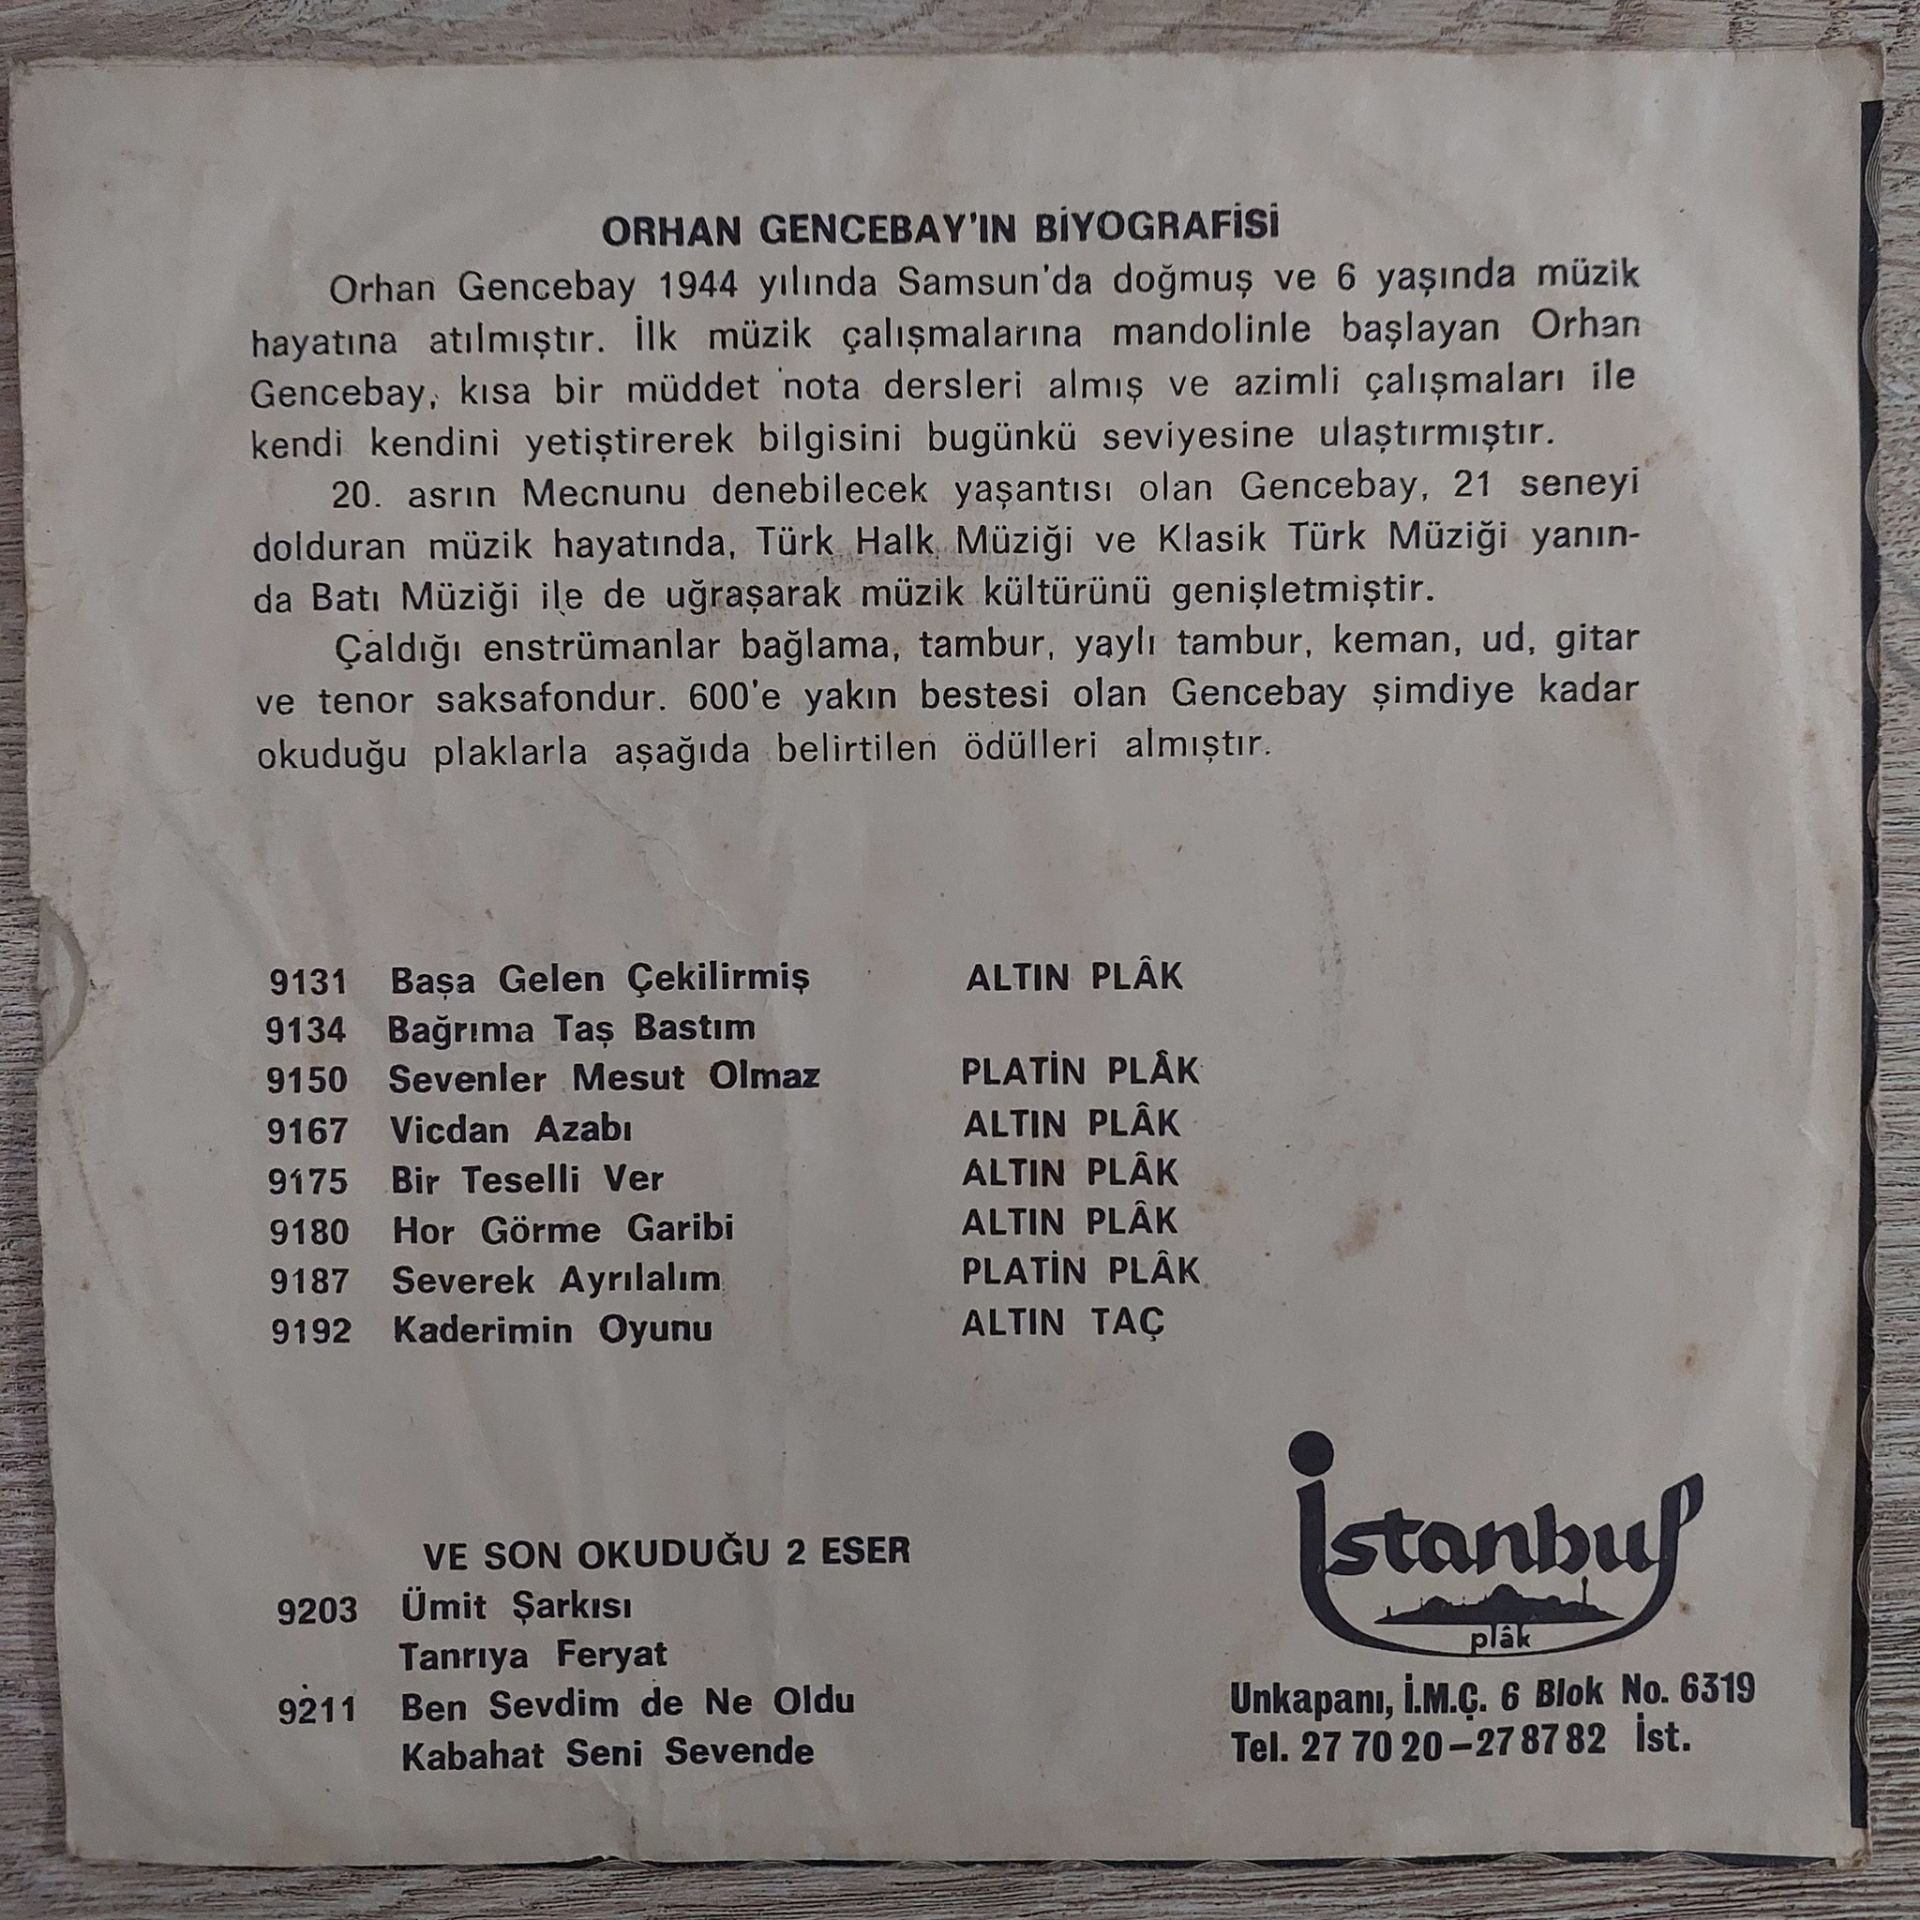 ORHAN GENCEBAY'IN BİYOGRAFİSİ
Orhan Gencebay 1944 yılında Samsun'da doğmuş ve 6 yaşında müzik
hayatına atılmıştır. İlk müzik çalışmalarına mandolinle başlayan Orhan
Gencebay, kısa bir müddet nota dersleri almış ve azimli çalışmaları ile
kendi kendini yetiştirerek bilgisini bugünkü seviyesine ulaştırmıştır.
20. asrın Mecnunu denebilecek yaşantısı olan Gencebay, 21 seneyi
dolduran müzik hayatında, Türk Halk Müziği ve Klasik Türk Müziği yanın-
da Batı Müziği ile de uğraşarak müzik kültürünü genişletmiştir.
Çaldığı enstrümanlar bağlama, tambur, yaylı tambur, keman, ud, gitar
ve tenor saksafondur. 600'e yakın bestesi olan Gencebay şimdiye kadar
okuduğu plaklarla aşağıda belirtilen ödülleri almıştır.
9131 Başa Gelen Çekilirmiş ALTIN PLÂK
9134 Bağrıma Taş Bastım
9150 Sevenler Mesut Olmaz PLATİN PLÂK
9167 Vicdan Azabı ALTIN PLÂK
9175 Bir Teselli Ver ALTIN PLÂK
9180 Hor Görme Garibi ALTIN PLÂK
9187 Severek Ayrılalım PLATİN PLÂK
9192 Kaderimin Oyunu ALTIN TAÇ
VE SON OKUDUĞU 2 ESER
9203 Ümit Şarkısı
Tanrıya Feryat
9211 Ben Sevdim de Ne Oldu
Kabahat Seni Sevende
istanbul
plâk
Unkapanı, İ.M.Ç. 6 Blok No. 6319
Tel. 27 70 20–27 87 82 İst.